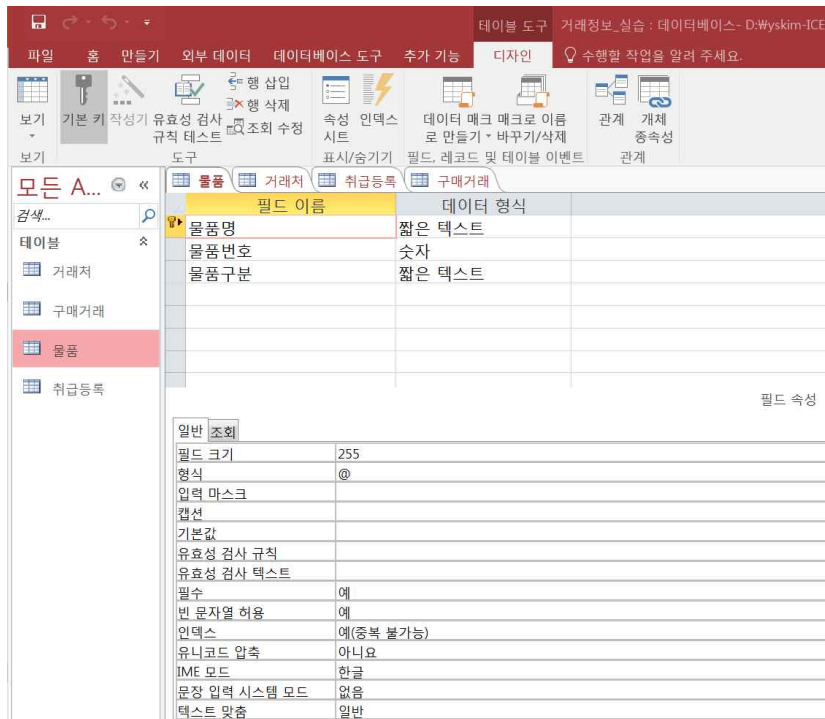 테이블 도구 거래정보_실습 : 데이터베이스- D:₩yskim-ICE
파일 홈 만들기 외부 데이터 데이터베이스 도구 추가 기능 디자인 수행할 작업을 알려 주세요.
보기 기본 키 작성기 유효성 검사 규칙 테스트 행 삽입 행 삭제 조회 수정 속성 시트 인덱스 데이터 매크로 만들기 매크로 이름 바꾸기/삭제 관계 개체 종속성
보기 도구 표시/숨기기 필드, 레코드 및 테이블 이벤트 관계
모든 A... «
물품 거래처 취급등록 구매거래
검색...
필드 이름 데이터 형식
물품명 짧은 텍스트
테이블
물품번호 숫자
거래처
물품구분 짧은 텍스트
구매거래
물품
취급등록
필드 속성
일반 조회
필드 크기 255
형식 @
입력 마스크
캡션
기본값
유효성 검사 규칙
유효성 검사 텍스트
필수 예
빈 문자열 허용 예
인덱스 예(중복 불가능)
유니코드 압축 아니요
IME 모드 한글
문장 입력 시스템 모드 없음
텍스트 맞춤 일반